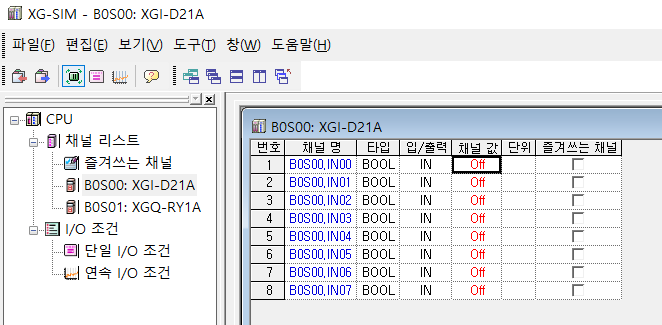 XG-SIM - B0S00: XGI-D21A
파일(F) 편집(E) 보기(V) 도구(T) 창(W) 도움말(H)
CPU
채널 리스트
즐겨쓰는 채널
B0S00: XGI-D21A
B0S01: XGQ-RY1A
I/O 조건
단일 I/O 조건
연속 I/O 조건
B0S00: XGI-D21A
번호 채널 명 타입 입/출력 채널 값 단위 즐겨쓰는 채널
1 B0S00,IN00 BOOL IN Off
2 B0S00,IN01 BOOL IN Off
3 B0S00,IN02 BOOL IN Off
4 B0S00,IN03 BOOL IN Off
5 B0S00,IN04 BOOL IN Off
6 B0S00,IN05 BOOL IN Off
7 B0S00,IN06 BOOL IN Off
8 B0S00,IN07 BOOL IN Off